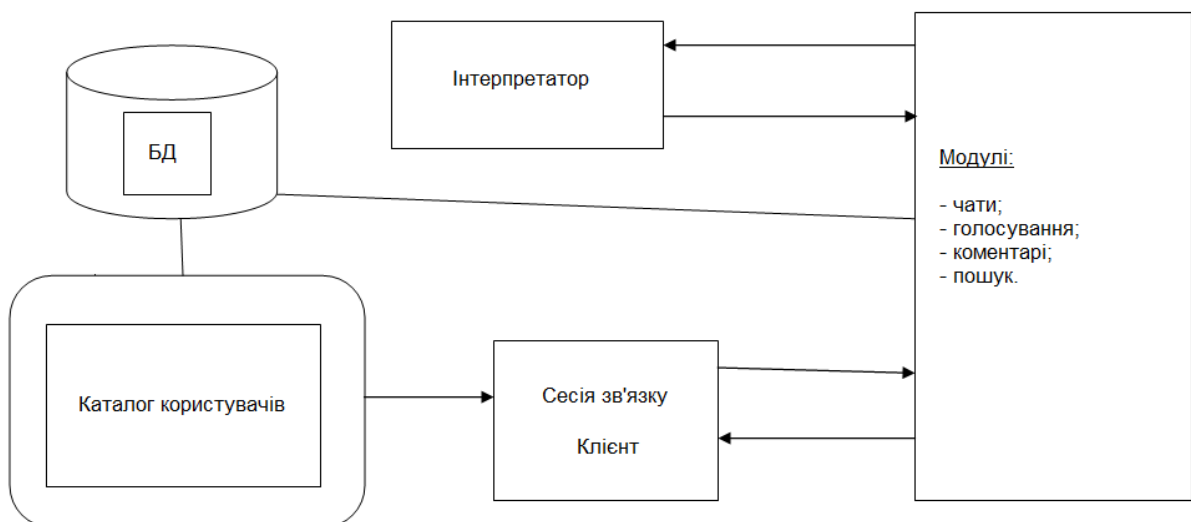 Інтерпретатор
БД
Модулі:
- чати;
- голосування;
- коментарі;
- пошук.
Каталог користувачів
Сесія зв'язку
Клієнт